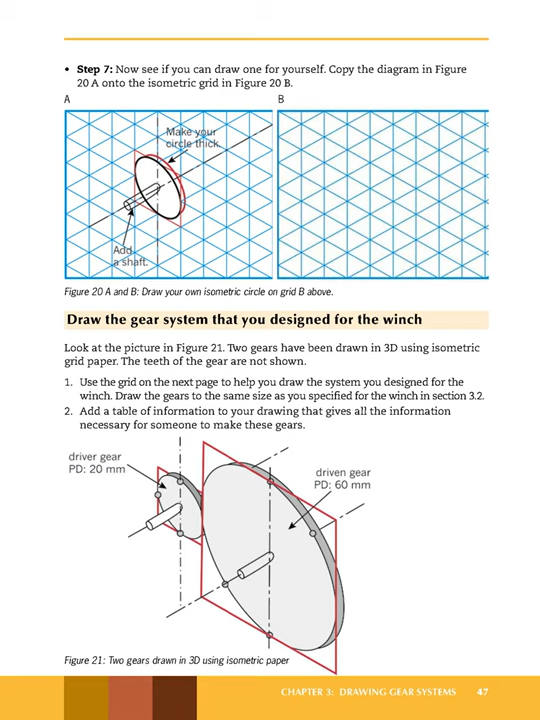 • Step 7: Now see if you can draw one for yourself. Copy the diagram in Figure
20 A onto the isometric grid in Figure 20 B.
A
B
Make your
circle thick.
Add
a shaft.
Figure 20 A and B: Draw your own isometric circle on grid B above.
Draw the gear system that you designed for the winch
Look at the picture in Figure 21. Two gears have been drawn in 3D using isometric
grid paper. The teeth of the gear are not shown.
1. Use the grid on the next page to help you draw the system you designed for the
winch. Draw the gears to the same size as you specified for the winch in section 3.2.
2. Add a table of information to your drawing that gives all the information
necessary for someone to make these gears.
driver gear
PD: 20 mm
driven gear
PD: 60 mm
Figure 21: Two gears drawn in 3D using isometric paper
CHAPTER 3: DRAWING GEAR SYSTEMS 47